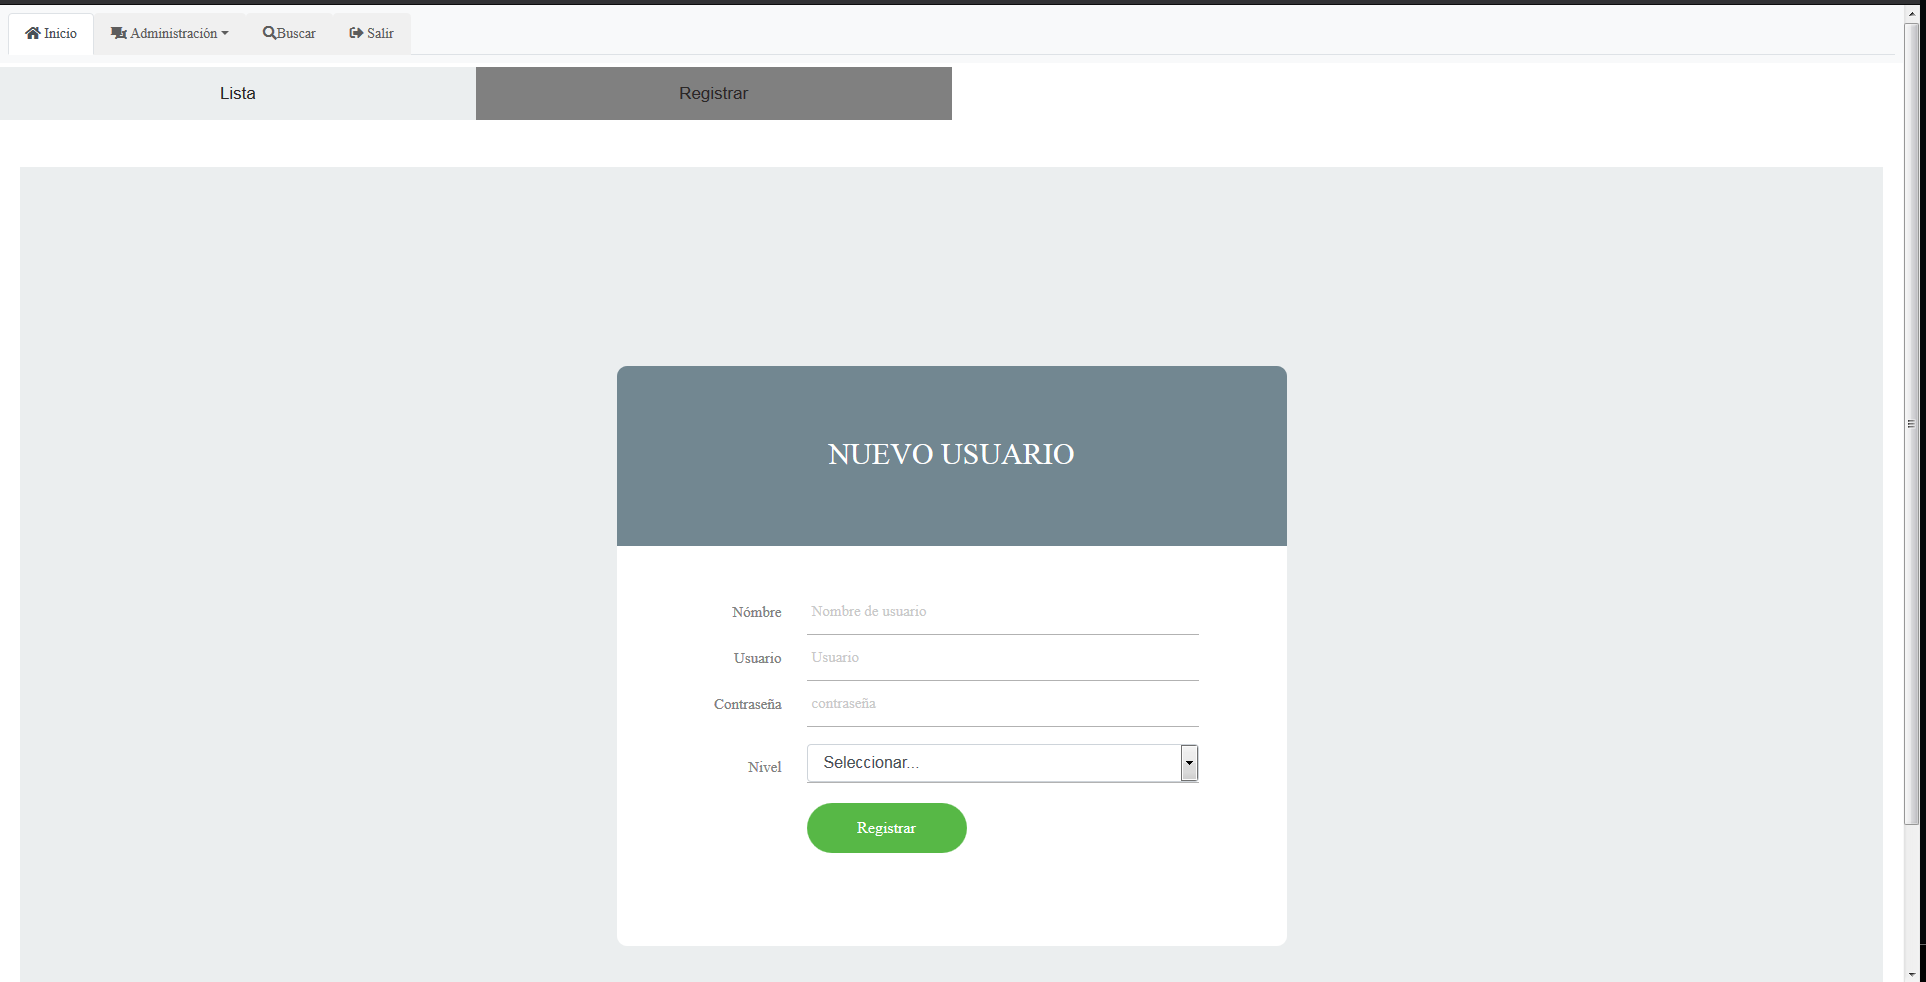 Inicio Administración Buscar Salir
Lista Registrar
NUEVO USUARIO
Nómbre Nombre de usuario
Usuario Usuario
Contraseña contraseña
Nivel Seleccionar...
Registrar